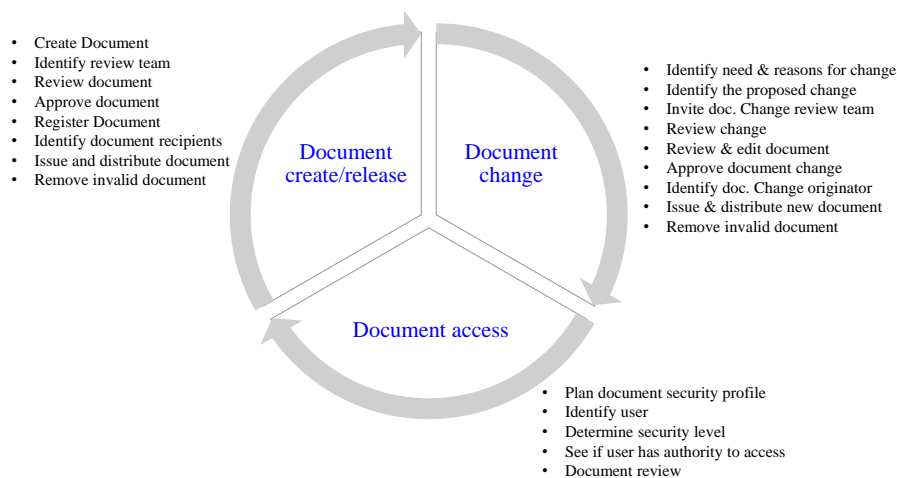 • Create Document
• Identify review team
• Review document
• Approve document
• Register Document
• Identify document recipients
• Issue and distribute document
• Remove invalid document
Document
create/release
Document
change
• Identify need & reasons for change
• Identify the proposed change
• Invite doc. Change review team
• Review change
• Review & edit document
• Approve document change
• Identify doc. Change originator
• Issue & distribute new document
• Remove invalid document
Document access
• Plan document security profile
• Identify user
• Determine security level
• See if user has authority to access
• Document review